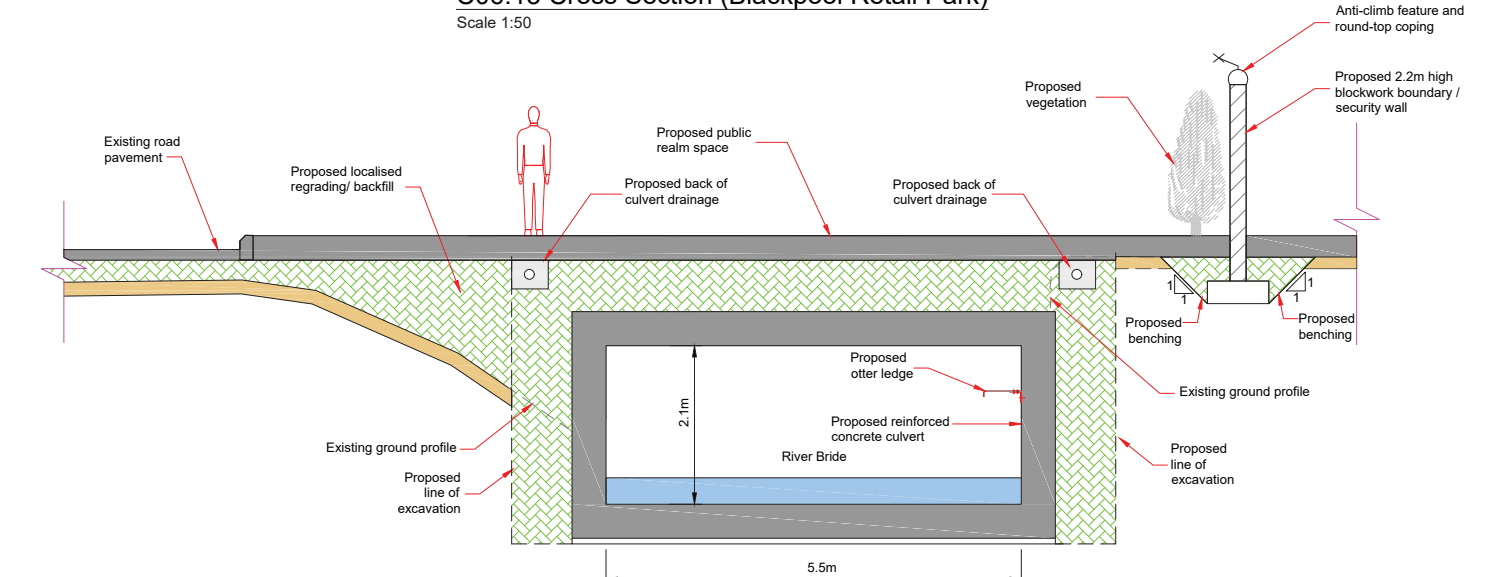 Scale 1:50
Anti-climb feature and
round-top coping
Proposed
vegetation
Proposed 2.2m high
blockwork boundary /
security wall
Existing road
pavement
Proposed public
realm space
Proposed localised
regrading/ backfill
Proposed back of
culvert drainage
Proposed back of
culvert drainage
1
1
1
1
Proposed
benching
Proposed
benching
Proposed
otter ledge
Existing ground profile
2.1m
Proposed reinforced
concrete culvert
Existing ground profile
River Bride
Proposed
line of
excavation
Proposed
line of
excavation
5.5m